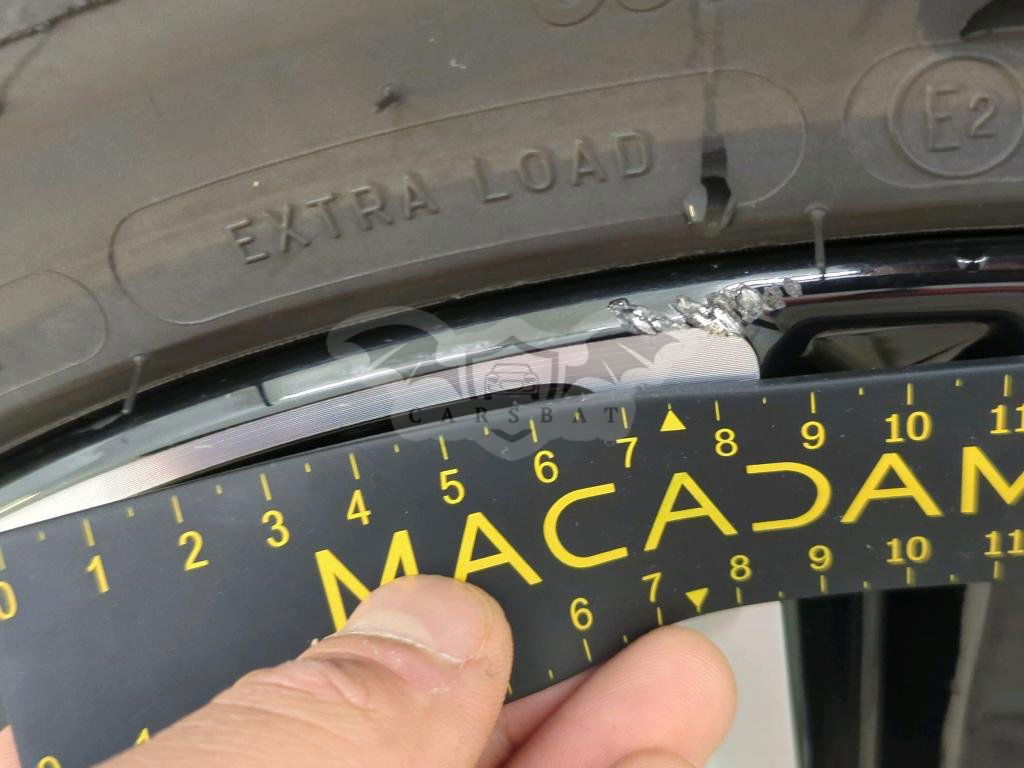 EXTRA LOAD
E2
CARSBAT
0 1 2 3 4 5 6 7 8 9 10 11
MACADAM
6 7 8 9 10 11